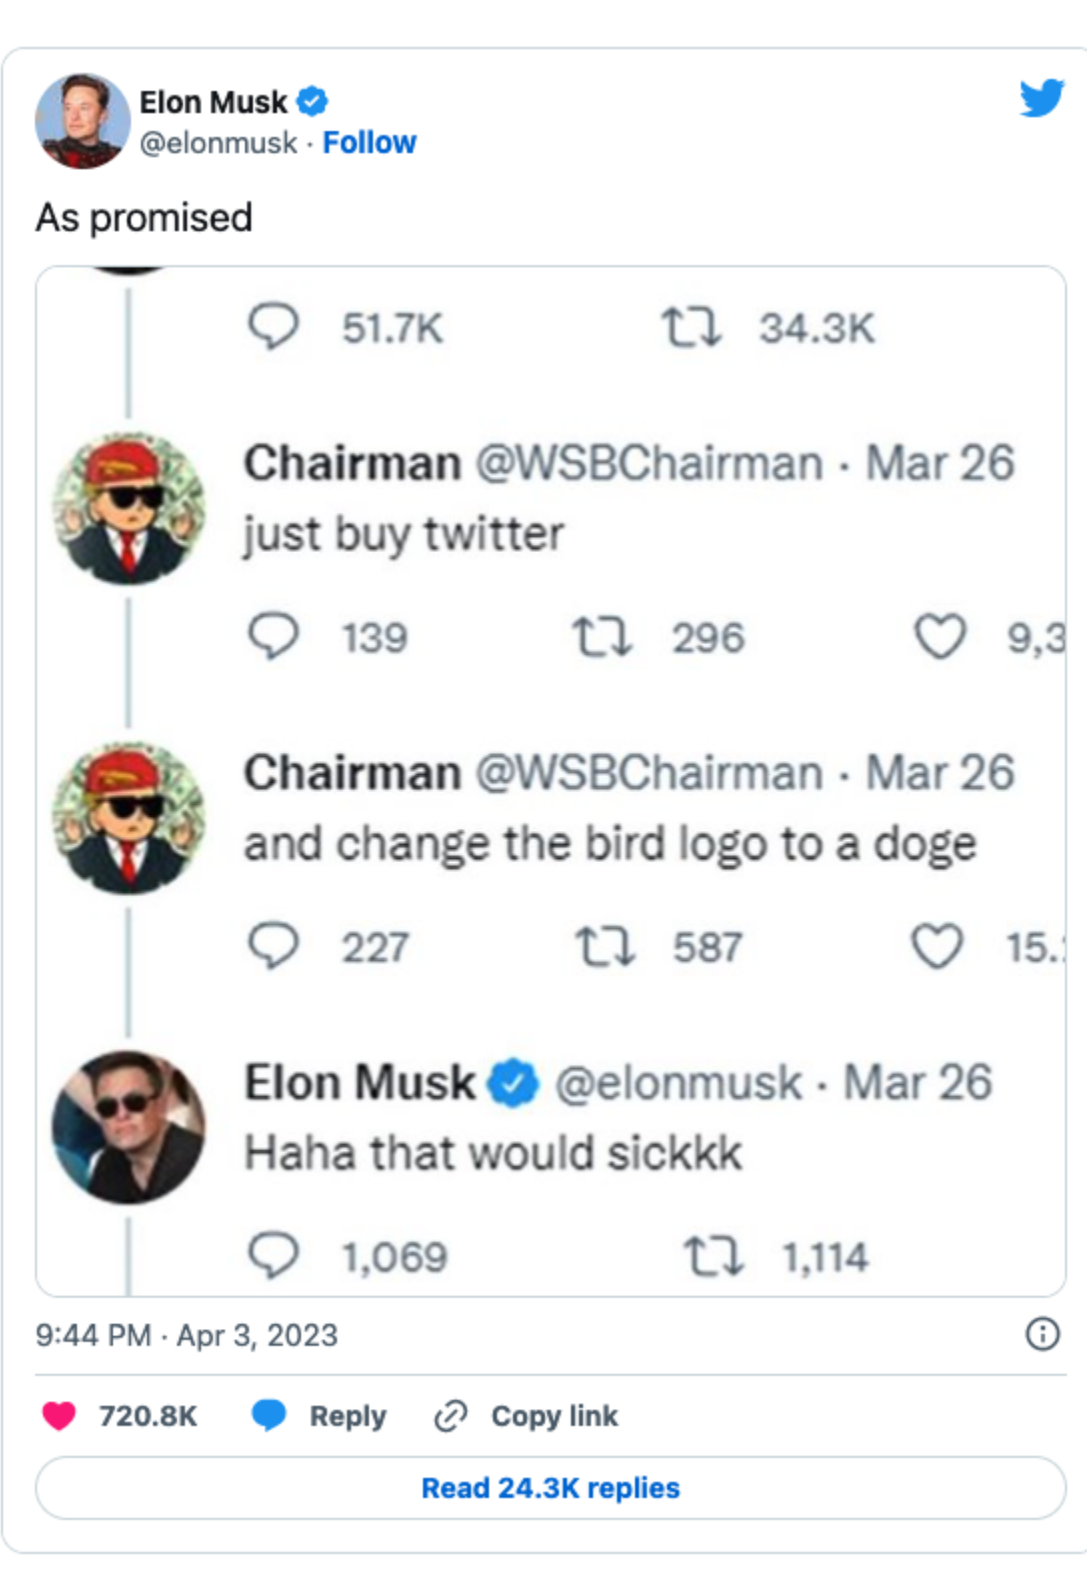 Elon Musk
@elonmusk · Follow
As promised
51.7K 34.3K
Chairman @WSBChairman · Mar 26
just buy twitter
139 296 9,3
Chairman @WSBChairman · Mar 26
and change the bird logo to a doge
227 587 15.
Elon Musk @elonmusk · Mar 26
Haha that would sickkk
1,069 1,114
9:44 PM · Apr 3, 2023
720.8K Reply Copy link
Read 24.3K replies